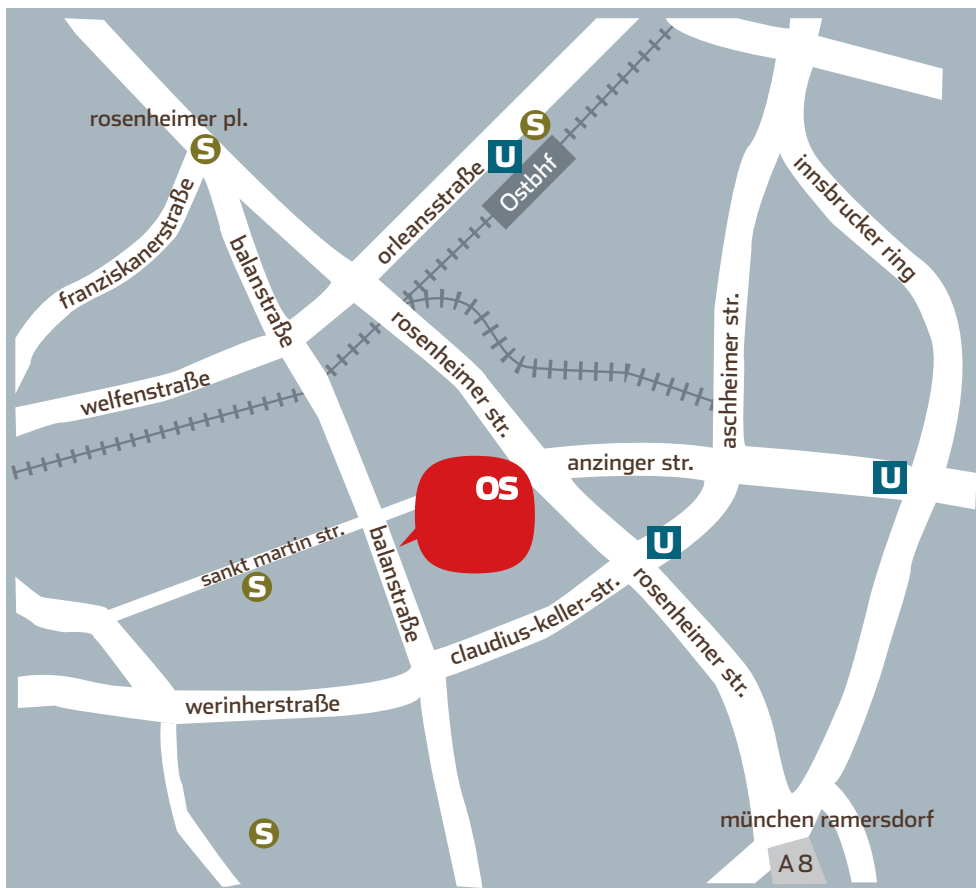 rosenheimer pl.
S
S
U
Ostbhf
orleansstraße
franziskanerstraße
balanstraße
innsbrucker ring
rosenheimer str.
aschheimer str.
welfenstraße
anzinger str.
U
os
sankt martin str.
S
balanstraße
U
claudius-keller-str.
rosenheimer str.
werinherstraße
S
münchen ramersdorf
A 8